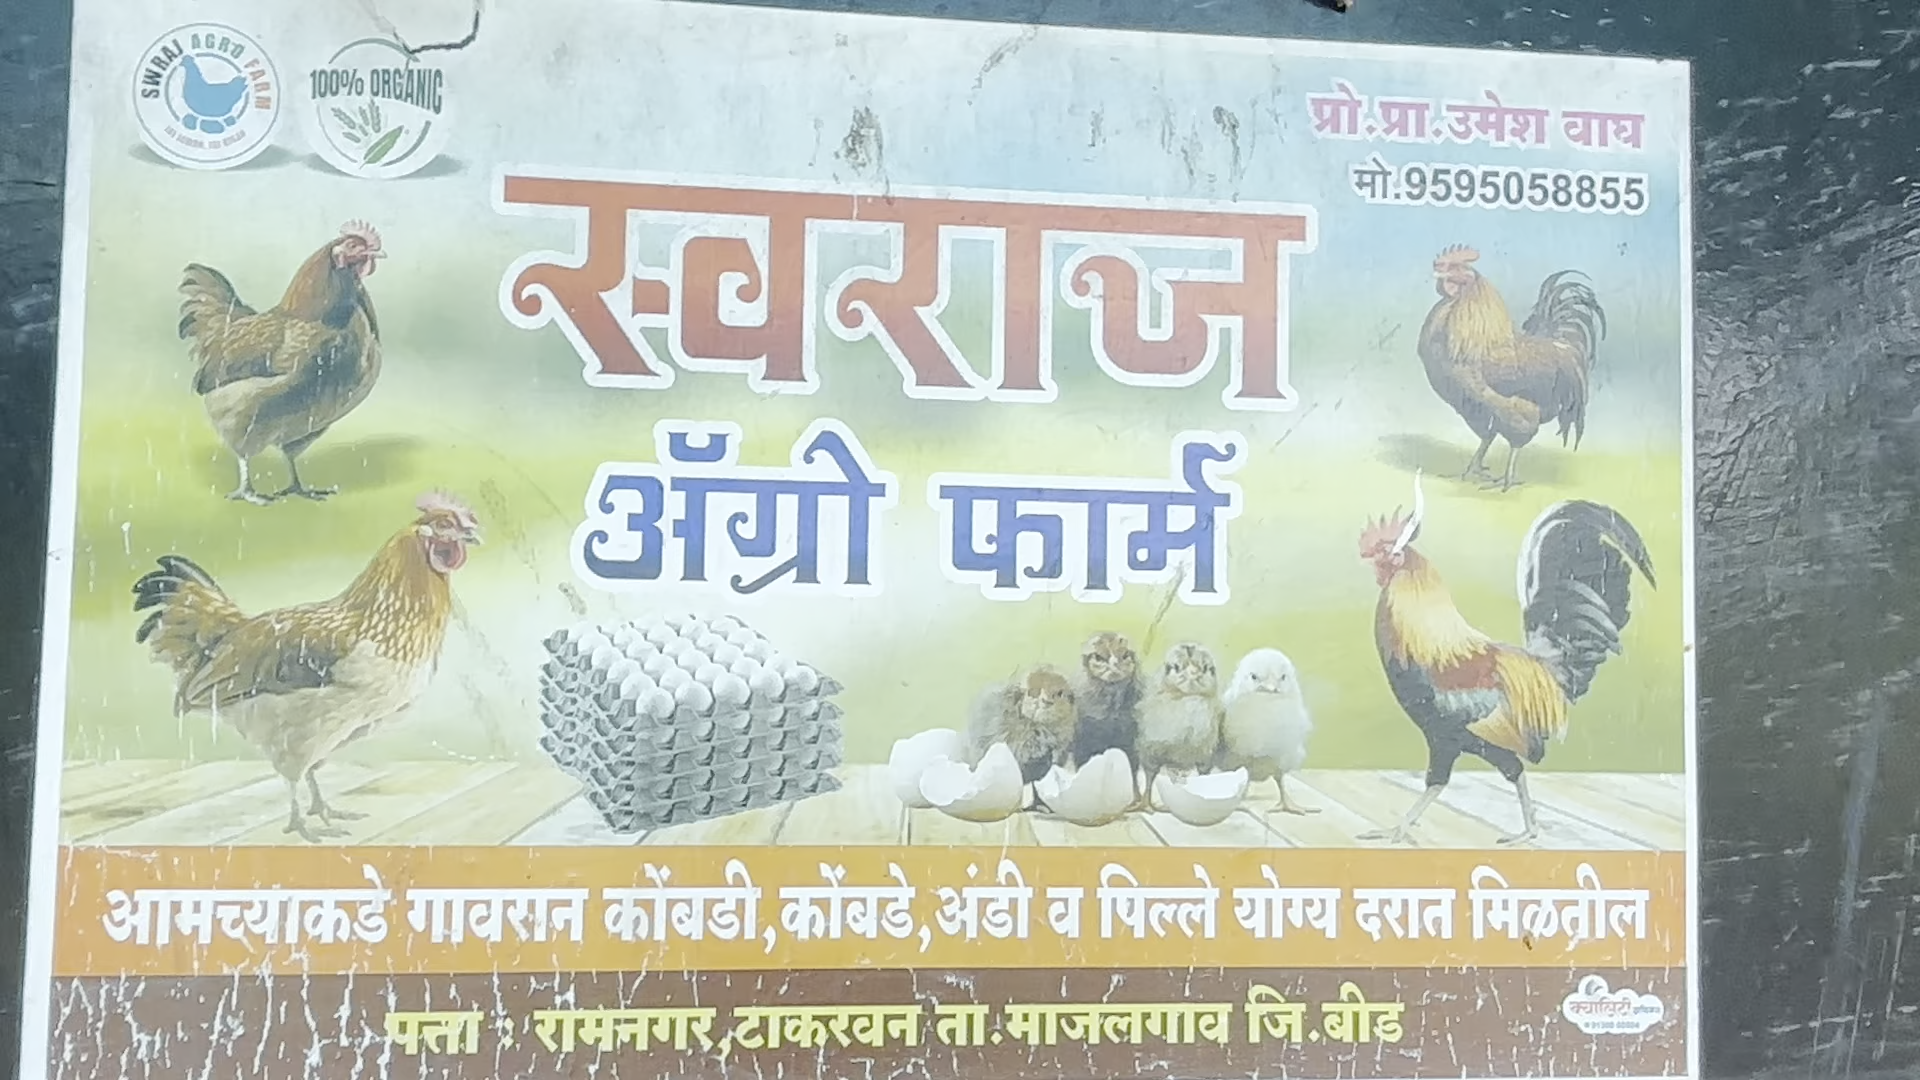 SWRAJ AGRO FARM
100% ORGANIC
प्रो.प्रा.उमेश वाघ
मो.9595058855
स्वराज
ॲग्रो फार्म
आमच्याकडे गावरान कोंबडी,कोंबडे,अंडी व पिल्ले योग्य दरात मिळतील
पत्ता : रामनगर,टाकरवन ता.माजलगाव जि.बीड
क्वालिटी